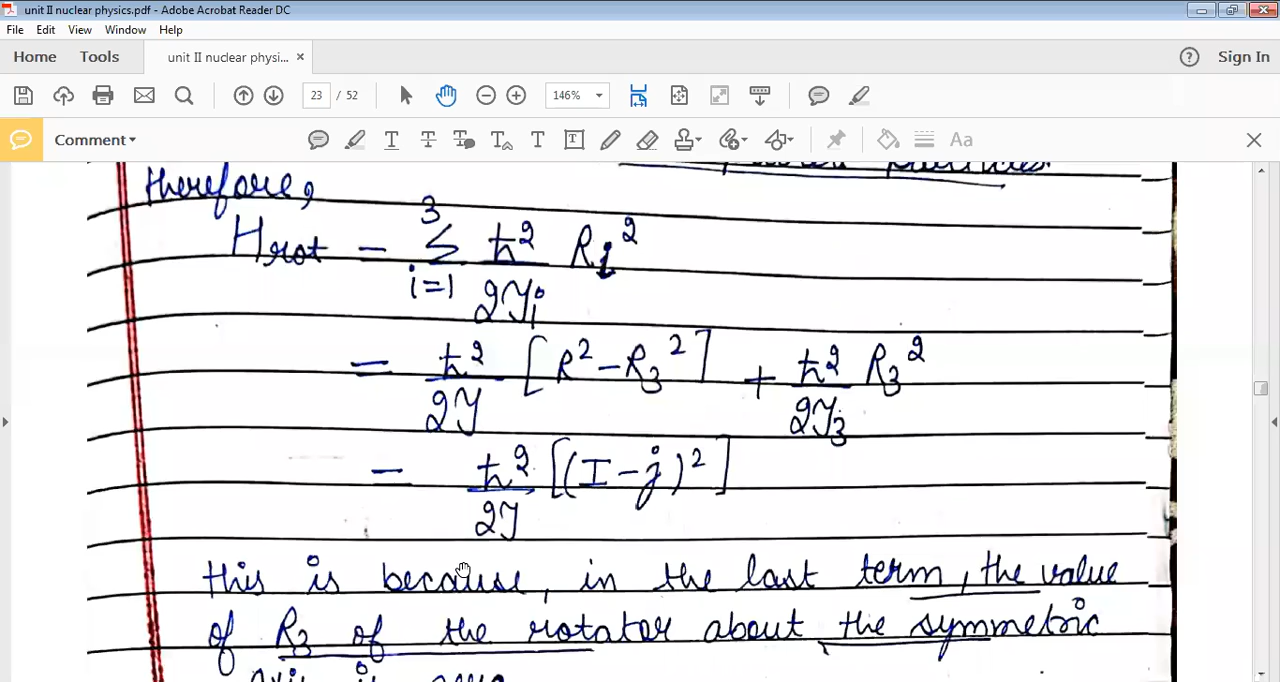 unit II nuclear physics.pdf - Adobe Acrobat Reader DC
File Edit View Window Help
Home Tools unit II nuclear physi... × ? Sign In
23 / 52 146%
Comment Aa
therefore,
Hrot = 3 Σ i=1 ħ² / 2ℐi Ri²
= ħ² / 2ℐ [R² - R3²] + ħ² / 2ℐ3 R3²
= ħ² / 2ℐ [(I - j)²]
this is because, in the last term, the value
of R3 of the rotator about the symmetric